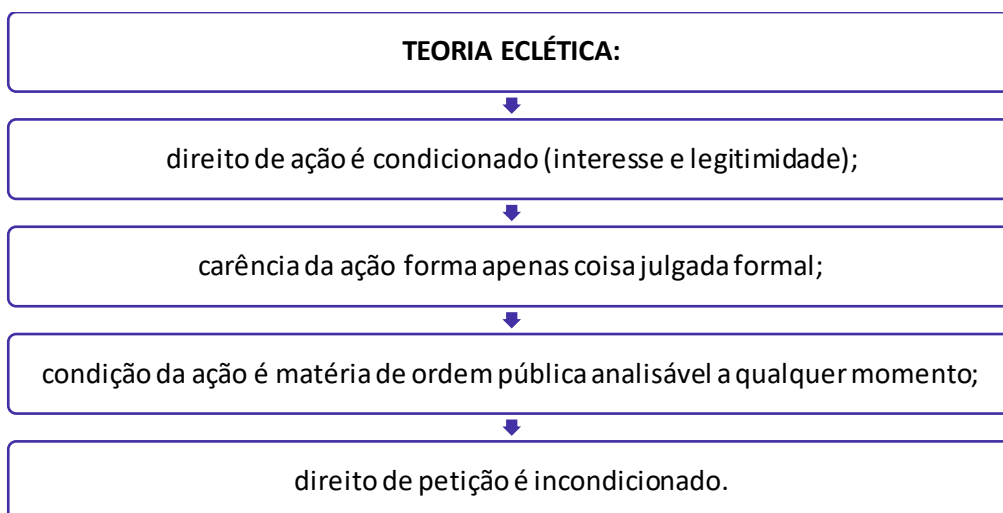 TEORIA ECLÉTICA:
direito de ação é condicionado (interesse e legitimidade);
carência da ação forma apenas coisa julgada formal;
condição da ação é matéria de ordem pública analisável a qualquer momento;
direito de petição é incondicionado.